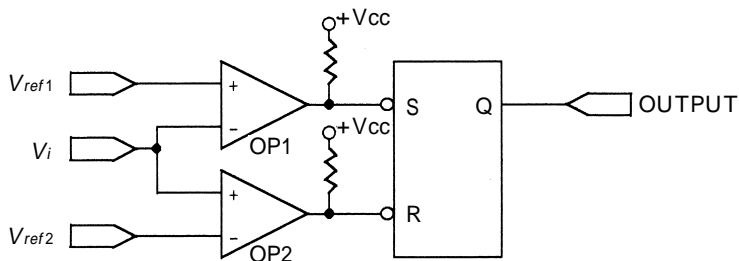 +Vcc
Vref1
+
-
OP1
S
Q
OUTPUT
Vi
+Vcc
+
-
OP2
R
Vref2